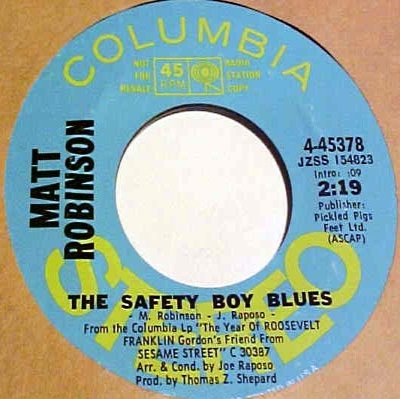 COLUMBIA
NOT FOR RESALE
45 RPM
RADIO STATION COPY
MATT ROBINSON
4-45378
JZSS 154823
Intro: :09
2:19
Publisher:
Pickled Pigs
Feet Ltd.
(ASCAP)
STEREO
THE SAFETY BOY BLUES
- M. Robinson - J. Raposo -
From the Columbia Lp "The Year Of ROOSEVELT
FRANKLIN Gordon's Friend From
SESAME STREET" C 30387
Arr. & Cond. by Joe Raposo
Prod. by Thomas Z. Shepard